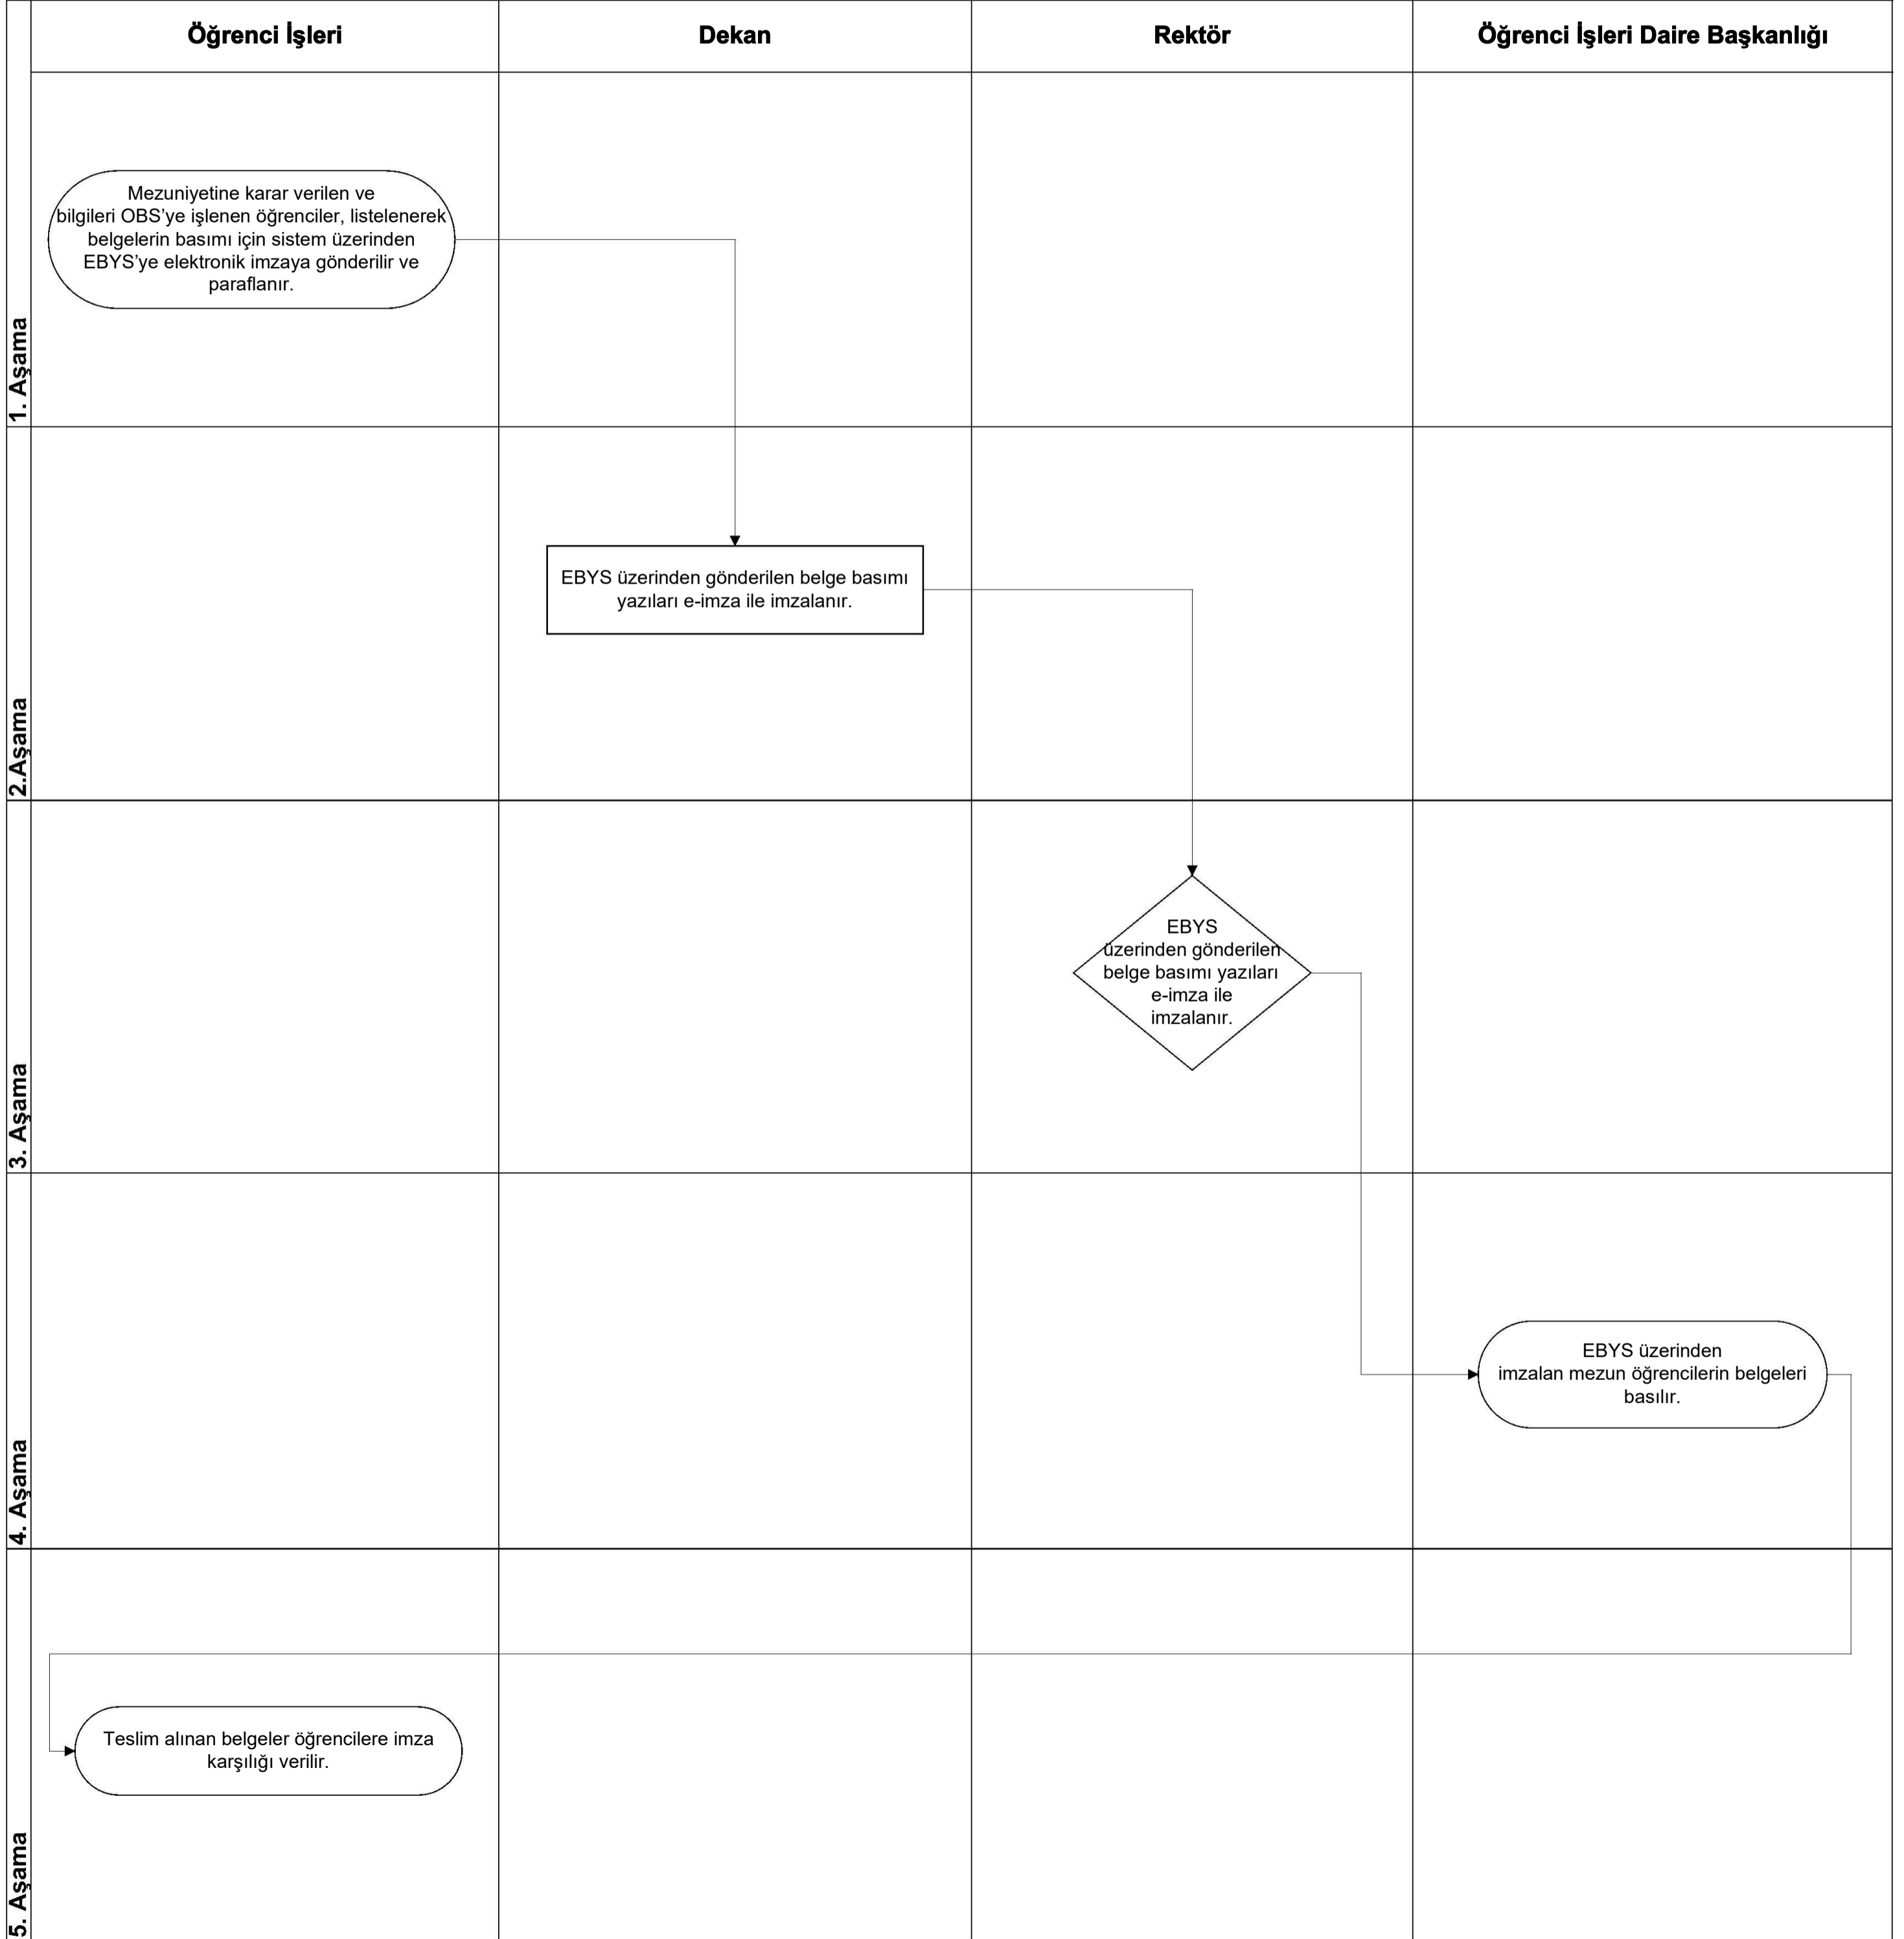 Öğrenci İşleri
Dekan
Rektör
Öğrenci İşleri Daire Başkanlığı
1. Aşama
Mezuniyetine karar verilen ve
bilgileri OBS’ye işlenen öğrenciler, listelenerek
belgelerin basımı için sistem üzerinden
EBYS’ye elektronik imzaya gönderilir ve
paraflanır.
2.Aşama
EBYS üzerinden gönderilen belge basımı
yazıları e-imza ile imzalanır.
3. Aşama
EBYS
üzerinden gönderilen
belge basımı yazıları
e-imza ile
imzalanır.
4. Aşama
EBYS üzerinden
imzalan mezun öğrencilerin belgeleri
basılır.
5. Aşama
Teslim alınan belgeler öğrencilere imza
karşılığı verilir.